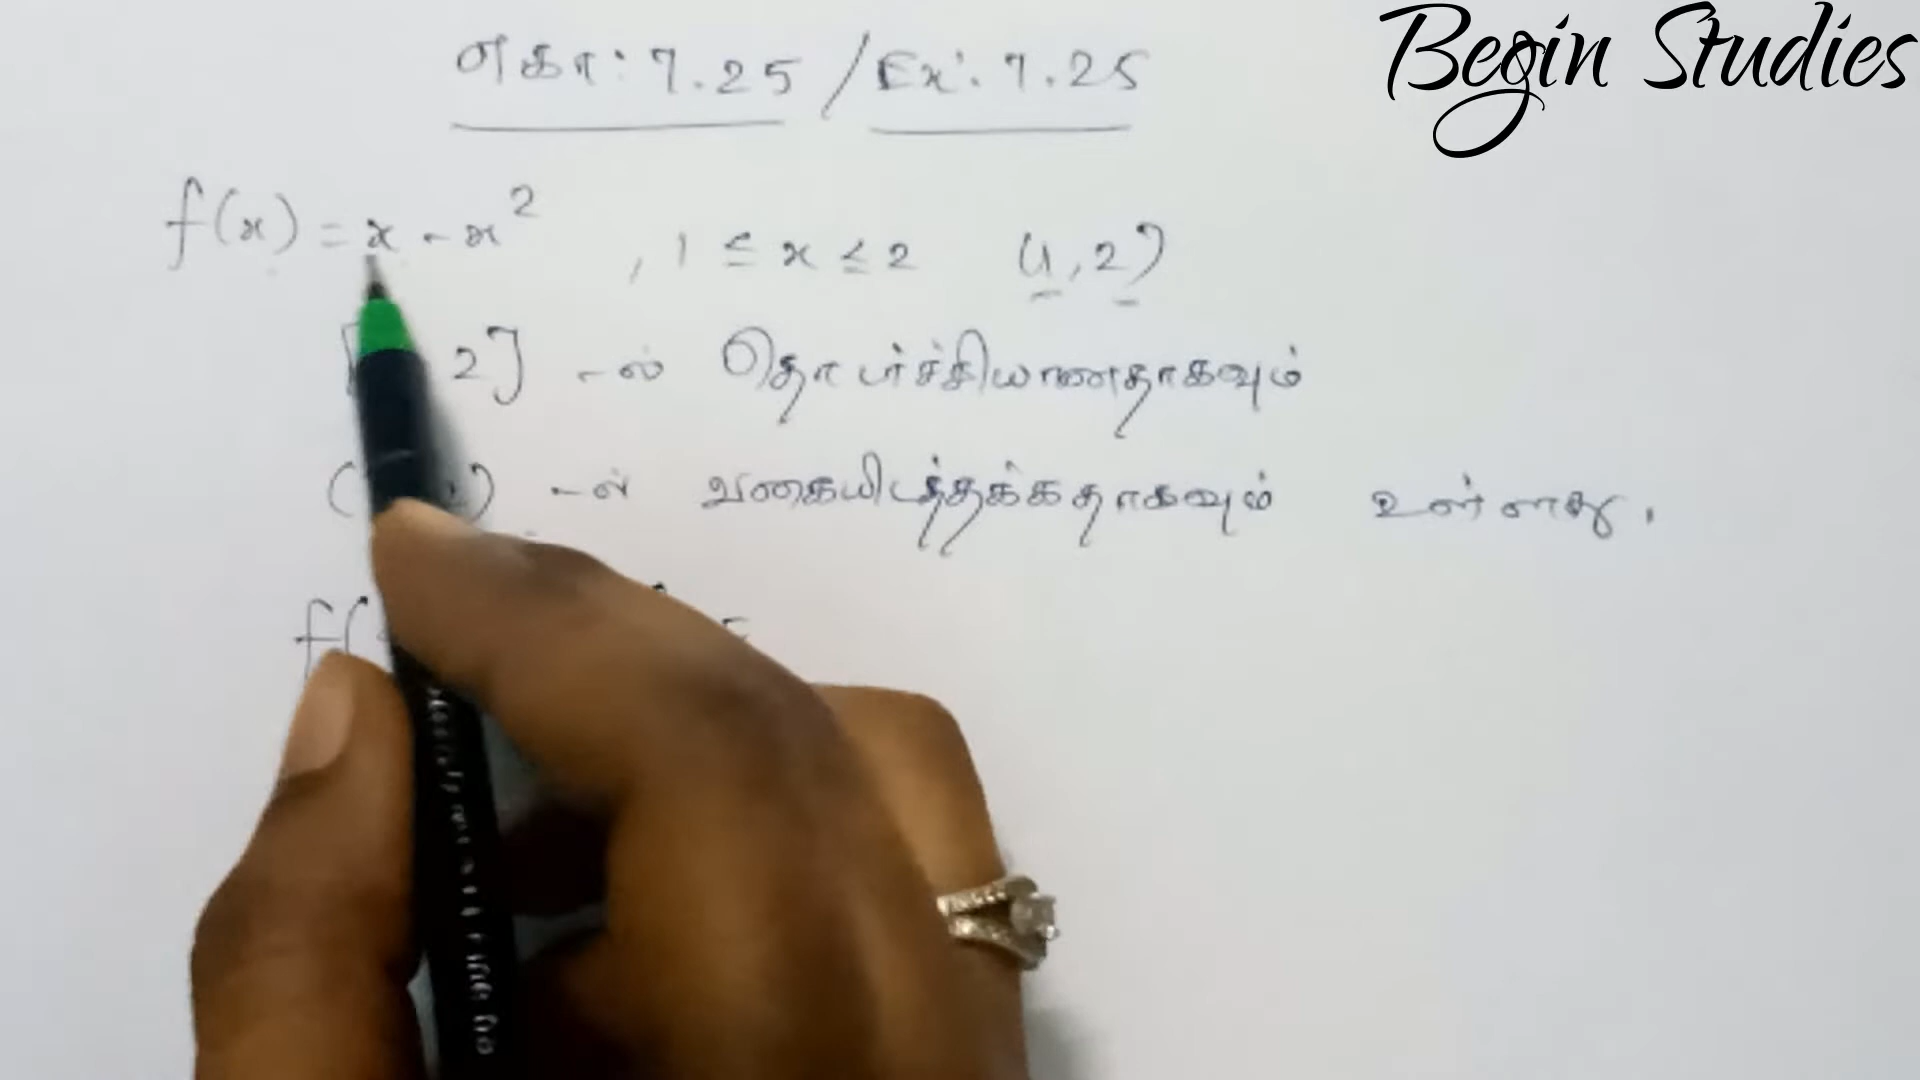 Begin Studies
எகா: 7.25 / Ex: 7.25
f(x) = x - x² , 1 ≤ x ≤ 2 (1, 2)
2] -ல் தொடர்ச்சியானதாகவும்
( ) -ல் வகையிடத்தக்கதாகவும் உள்ளது.
f(